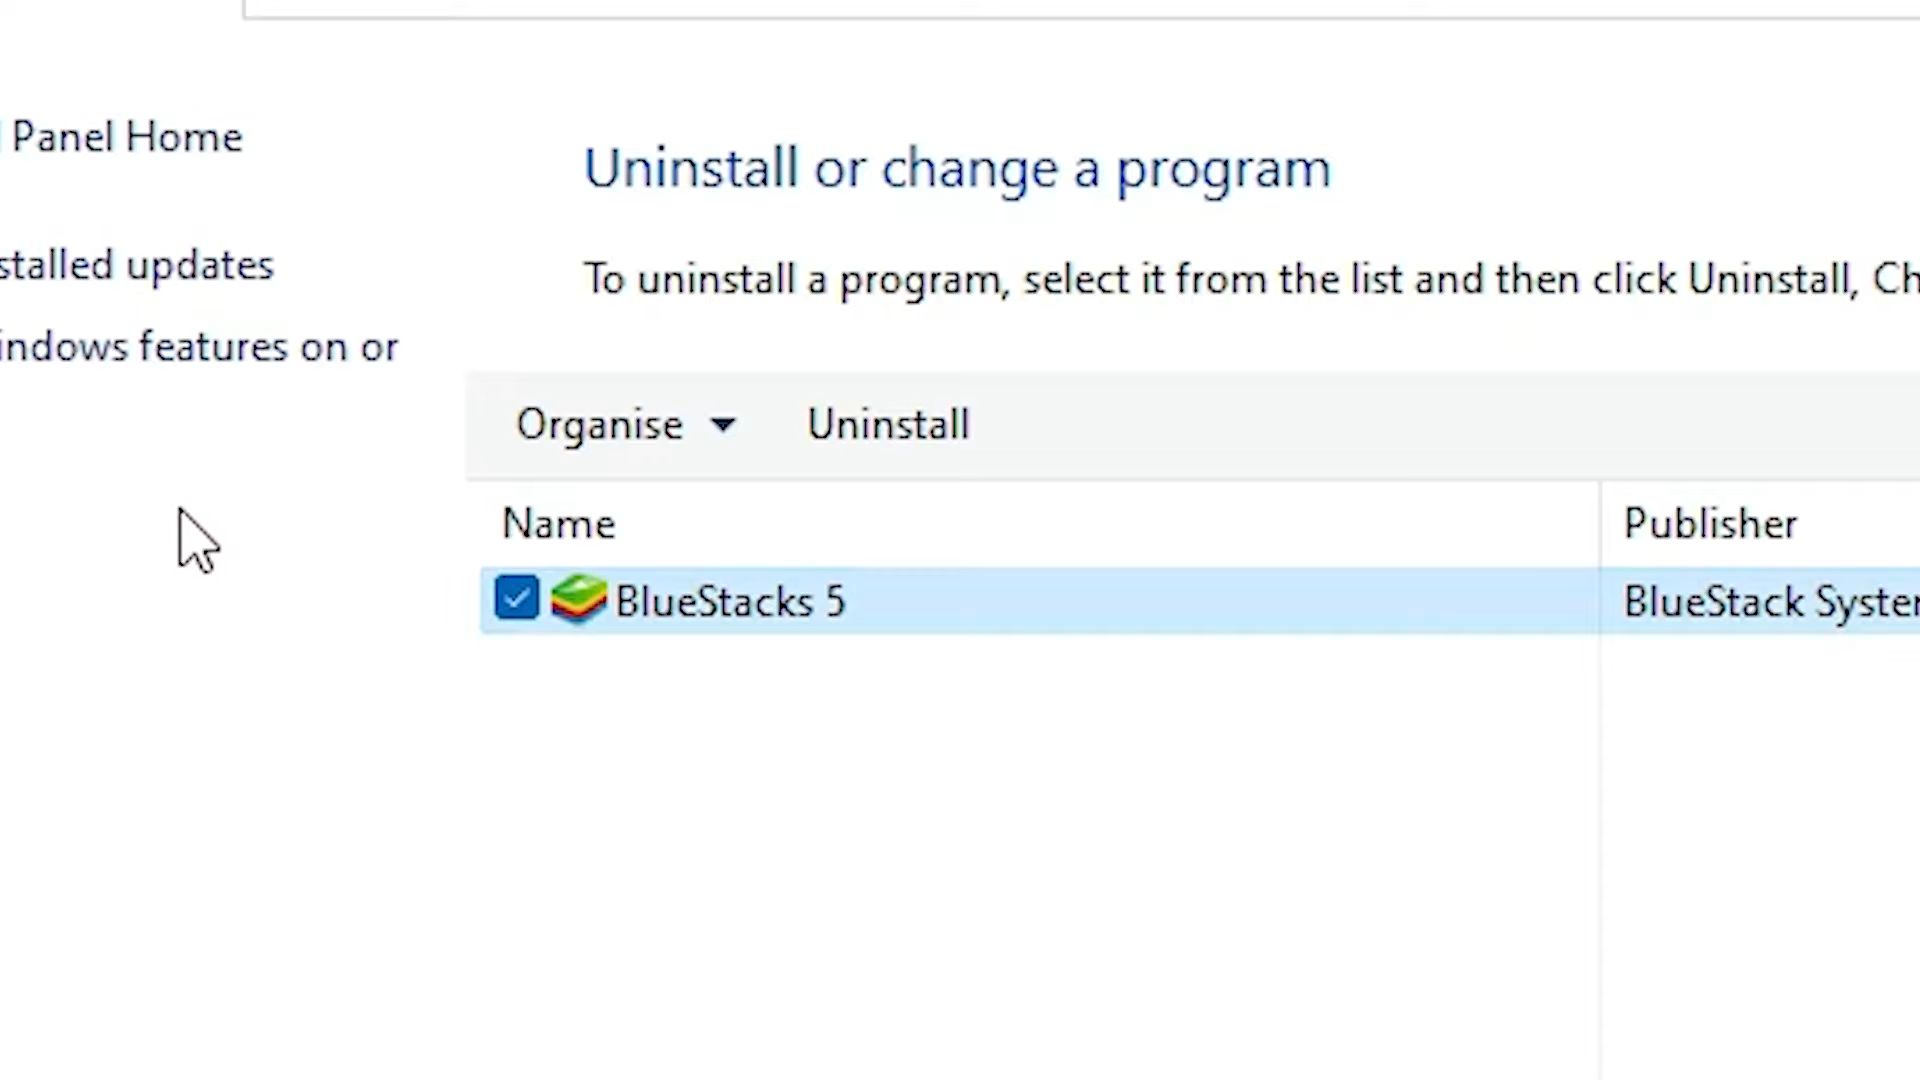 Panel Home
Uninstall or change a program
stalled updates
To uninstall a program, select it from the list and then click Uninstall, Ch
indows features on or
Organise Uninstall
Name Publisher
BlueStacks 5 BlueStack System